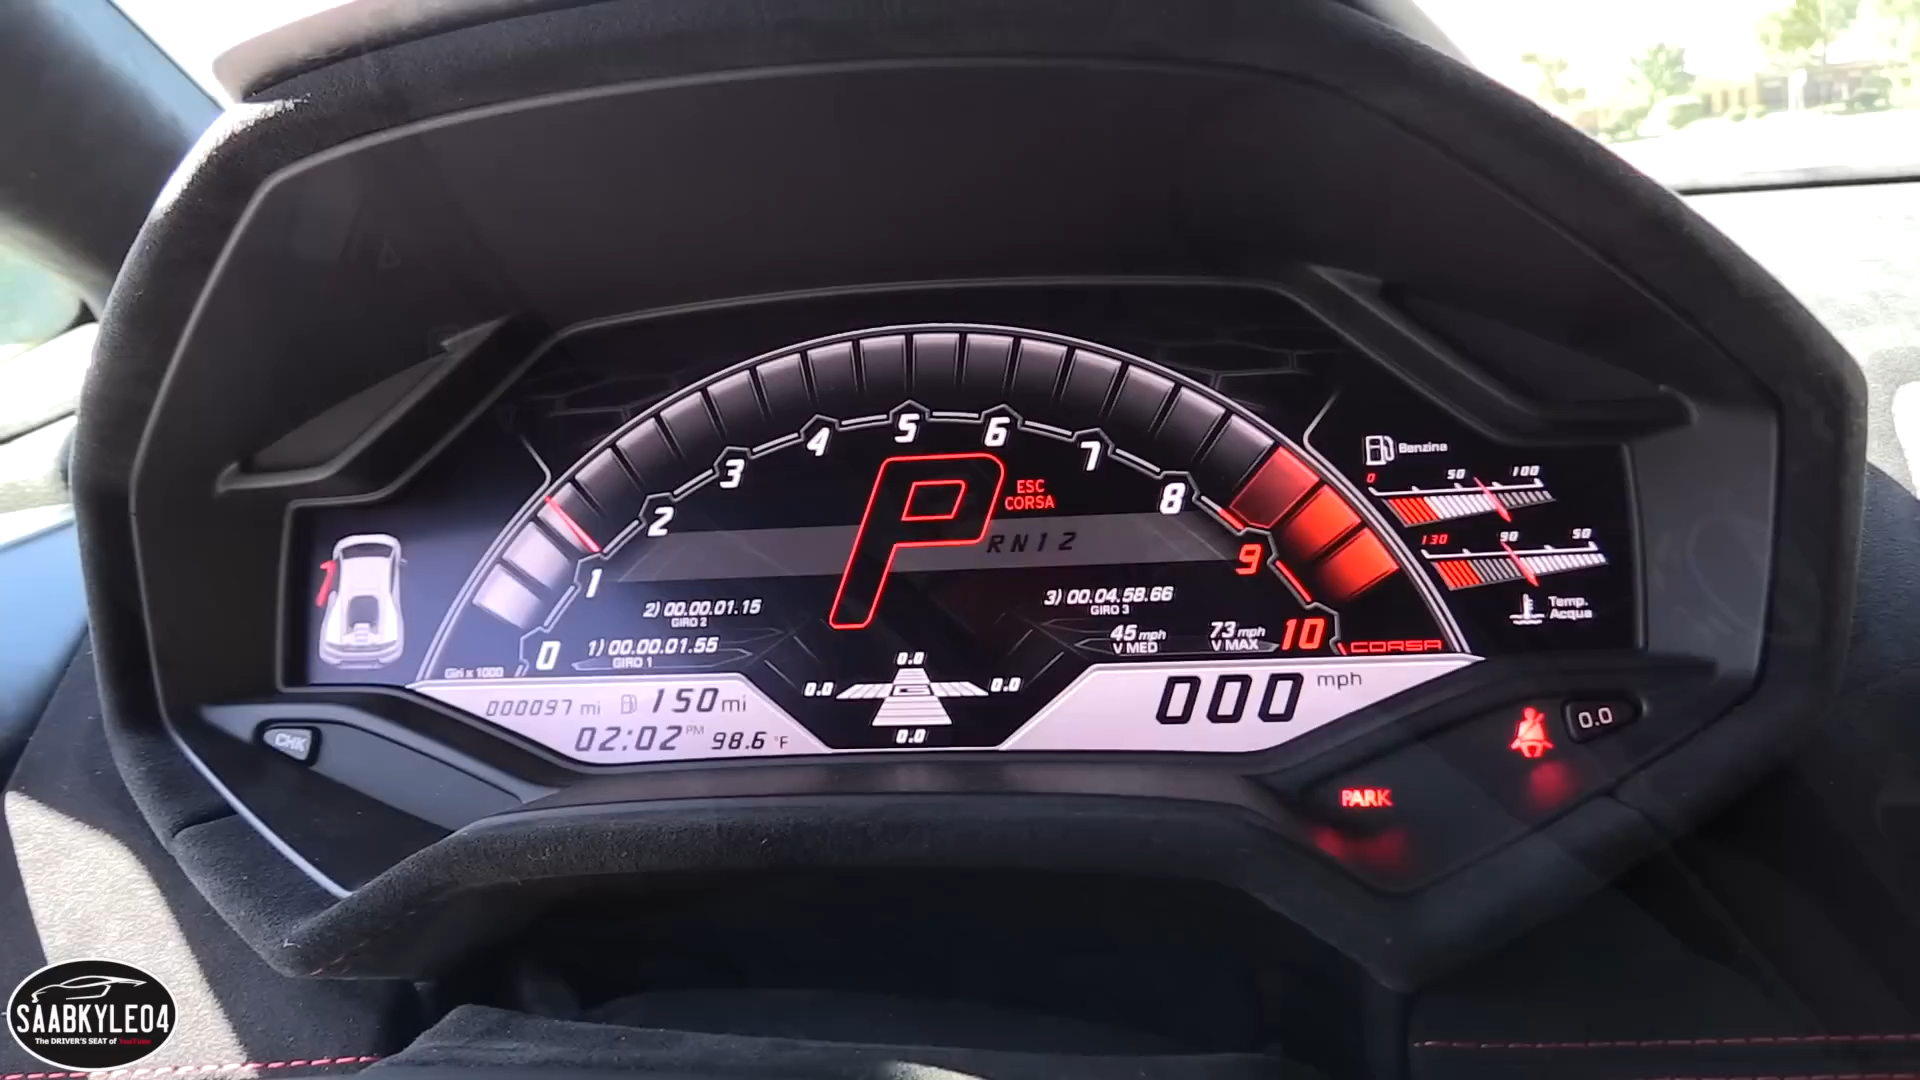 5
6
4
7
3
8
2
9
1
10
0
P
ESC
CORSA
RN12
Benzina
0 50 100
130 90 50
Temp.
Acqua
2) 00.00.01.15
GIRO 2
1) 00.00.01.55
GIRO 1
3) 00.04.58.66
GIRO 3
45 mph
V MED
73 mph
V MAX
CORSA
Giri x 1000
0.0
0.0
0.0
0.0
000097 mi 150 mi
02:02 PM 98.6 °F
000 mph
CHK
0.0
PARK
SAABKYLE04
The DRIVER'S SEAT of YouTube